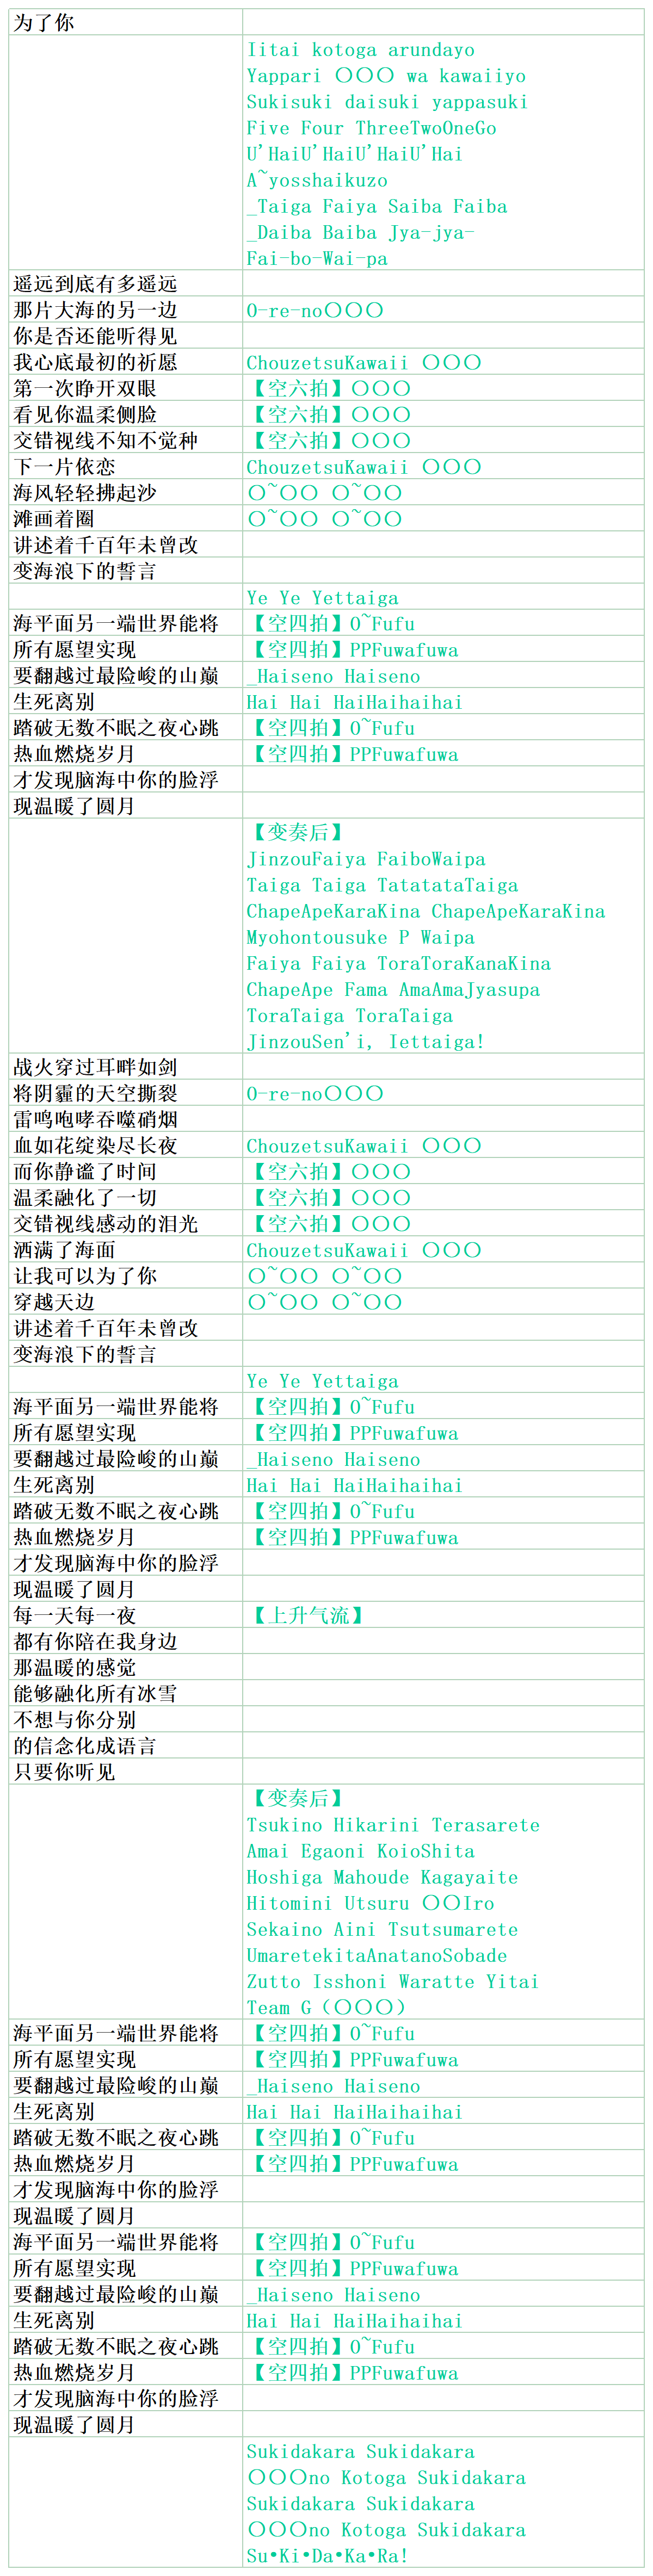 为了你
Iitai kotoga arundayo
Yappari 〇〇〇 wa kawaiiyo
Sukisuki daisuki yappasuki
Five Four ThreeTwoOneGo
U'HaiU'HaiU'HaiU'Hai
A~yosshaikuzo
_Taiga Faiya Saiba Faiba
_Daiba Baiba Jya-jya-
Fai-bo-Wai-pa
遥远到底有多遥远
那片大海的另一边 O-re-no〇〇〇
你是否还能听得见
我心底最初的祈愿 ChouzetsuKawaii 〇〇〇
第一次睁开双眼 【空六拍】〇〇〇
看见你温柔侧脸 【空六拍】〇〇〇
交错视线不知不觉种 【空六拍】〇〇〇
下一片依恋 ChouzetsuKawaii 〇〇〇
海风轻轻拂起沙 〇~〇〇 〇~〇〇
滩画着圈 〇~〇〇 〇~〇〇
讲述着千百年未曾改
变海浪下的誓言
Ye Ye Yettaiga
海平面另一端世界能将 【空四拍】O~Fufu
所有愿望实现 【空四拍】PPFuwafuwa
要翻越过最险峻的山巅 _Haiseno Haiseno
生死离别 Hai Hai HaiHaihaihai
踏破无数不眠之夜心跳 【空四拍】O~Fufu
热血燃烧岁月 【空四拍】PPFuwafuwa
才发现脑海中你的脸浮
现温暖了圆月
【变奏后】
JinzouFaiya FaiboWaipa
Taiga Taiga TatatataTaiga
ChapeApeKaraKina ChapeApeKaraKina
Myohontousuke P Waipa
Faiya Faiya ToraToraKanaKina
ChapeApe Fama AmaAmaJyasupa
ToraTaiga ToraTaiga
JinzouSen'i, Iettaiga!
战火穿过耳畔如剑
将阴霾的天空撕裂 O-re-no〇〇〇
雷鸣咆哮吞噬硝烟
血如花绽染尽长夜 ChouzetsuKawaii 〇〇〇
而你静谧了时间 【空六拍】〇〇〇
温柔融化了一切 【空六拍】〇〇〇
交错视线感动的泪光 【空六拍】〇〇〇
洒满了海面 ChouzetsuKawaii 〇〇〇
让我可以为了你 〇~〇〇 〇~〇〇
穿越天边 〇~〇〇 〇~〇〇
讲述着千百年未曾改
变海浪下的誓言
Ye Ye Yettaiga
海平面另一端世界能将 【空四拍】O~Fufu
所有愿望实现 【空四拍】PPFuwafuwa
要翻越过最险峻的山巅 _Haiseno Haiseno
生死离别 Hai Hai HaiHaihaihai
踏破无数不眠之夜心跳 【空四拍】O~Fufu
热血燃烧岁月 【空四拍】PPFuwafuwa
才发现脑海中你的脸浮
现温暖了圆月
每一天每一夜 【上升气流】
都有你陪在我身边
那温暖的感觉
能够融化所有冰雪
不想与你分别
的信念化成语言
只要你听见
【变奏后】
Tsukino Hikarini Terasarete
Amai Egaoni KoioShita
Hoshiga Mahoude Kagayaite
Hitomini Utsuru 〇〇Iro
Sekaino Aini Tsutsumarete
UmaretekitaAnatanoSobade
Zutto Isshoni Waratte Yitai
Team G（〇〇〇）
海平面另一端世界能将 【空四拍】O~Fufu
所有愿望实现 【空四拍】PPFuwafuwa
要翻越过最险峻的山巅 _Haiseno Haiseno
生死离别 Hai Hai HaiHaihaihai
踏破无数不眠之夜心跳 【空四拍】O~Fufu
热血燃烧岁月 【空四拍】PPFuwafuwa
才发现脑海中你的脸浮
现温暖了圆月
海平面另一端世界能将 【空四拍】O~Fufu
所有愿望实现 【空四拍】PPFuwafuwa
要翻越过最险峻的山巅 _Haiseno Haiseno
生死离别 Hai Hai HaiHaihaihai
踏破无数不眠之夜心跳 【空四拍】O~Fufu
热血燃烧岁月 【空四拍】PPFuwafuwa
才发现脑海中你的脸浮
现温暖了圆月
Sukidakara Sukidakara
〇〇〇no Kotoga Sukidakara
Sukidakara Sukidakara
〇〇〇no Kotoga Sukidakara
Su•Ki•Da•Ka•Ra!